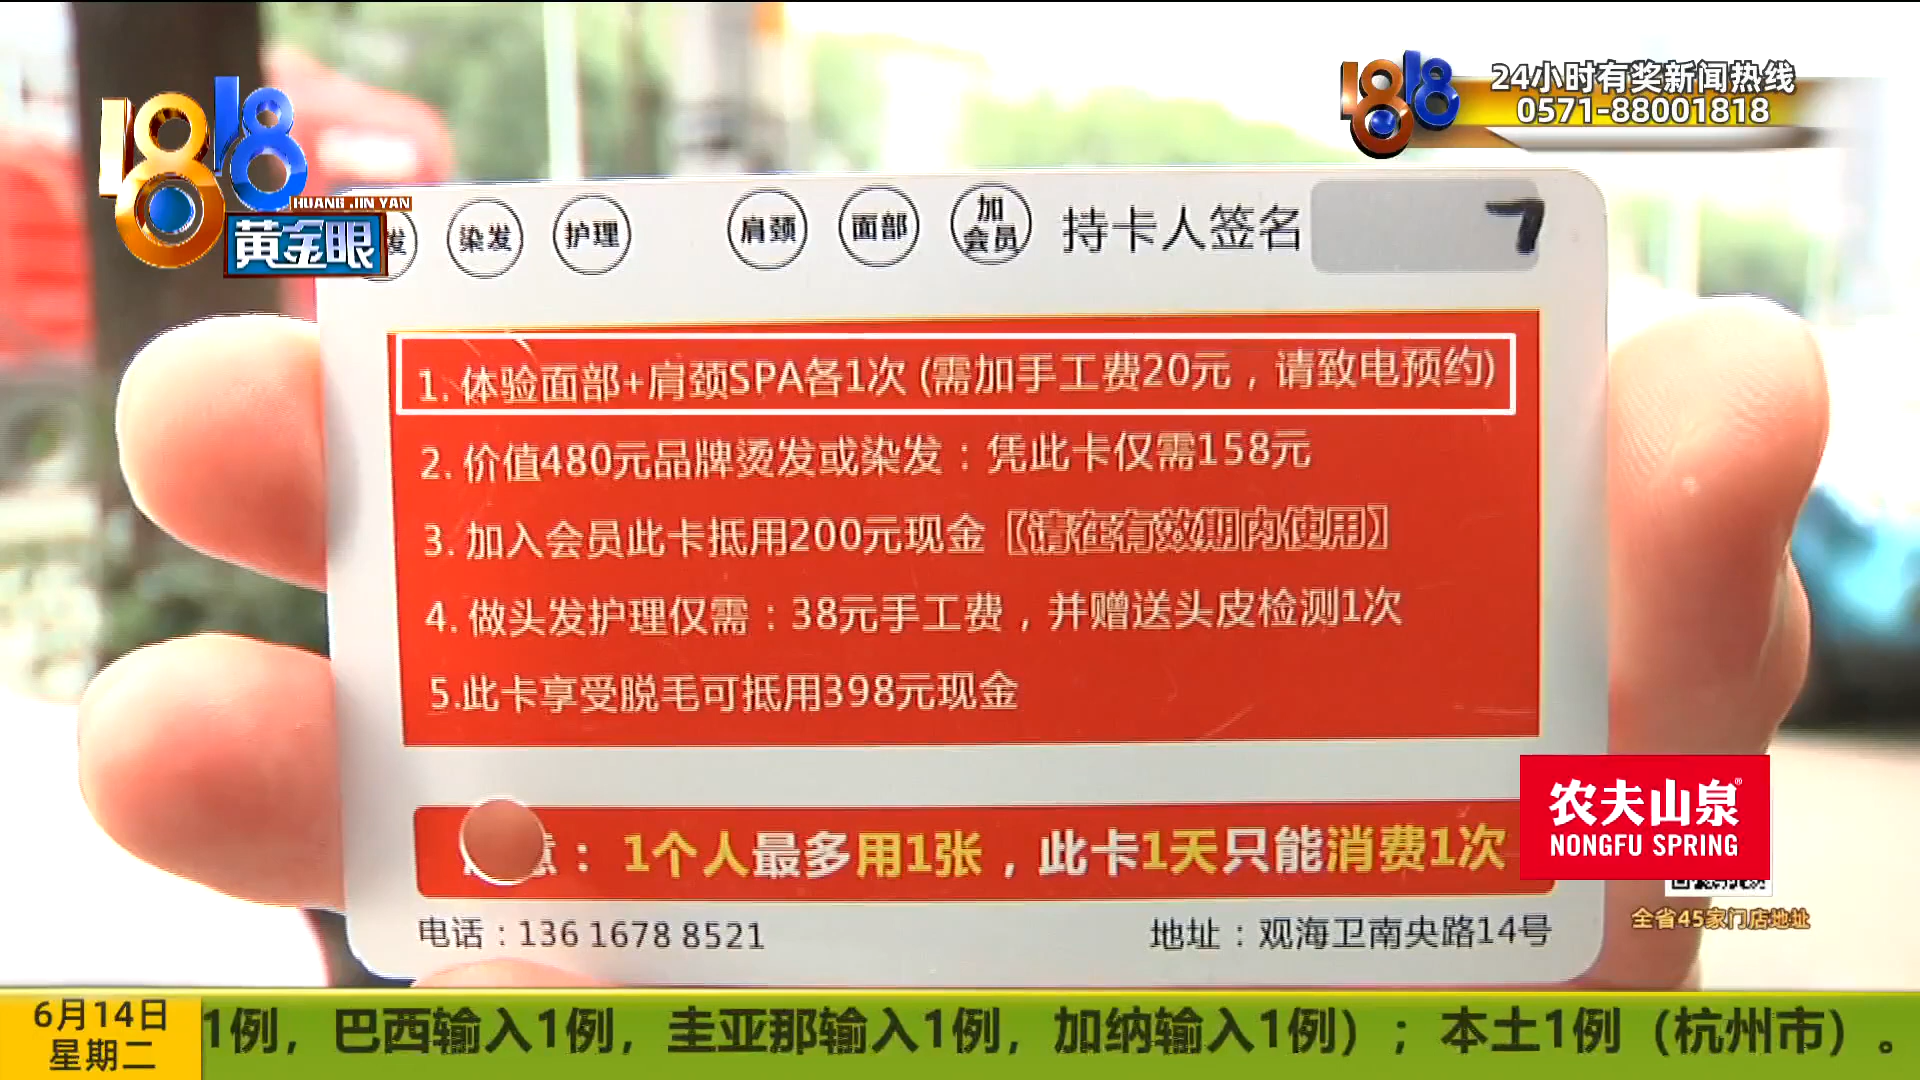 1818
HUANG JIN YAN
黄金眼
1818
24小时有奖新闻热线
0571-88001818
发 染发 护理 肩颈 面部 加会员 持卡人签名
1. 体验面部+肩颈SPA各1次 (需加手工费20元，请致电预约)
2. 价值480元品牌烫发或染发：凭此卡仅需158元
3. 加入会员此卡抵用200元现金【请在有效期内使用】
4. 做头发护理仅需：38元手工费，并赠送头皮检测1次
5.此卡享受脱毛可抵用398元现金
意：1个人最多用1张，此卡1天只能消费1次
电话：136 1678 8521 地址：观海卫南央路14号
农夫山泉®
NONGFU SPRING
全省45家门店地址
6月14日
星期二
1例，巴西输入1例，圭亚那输入1例，加纳输入1例）；本土1例（杭州市）。